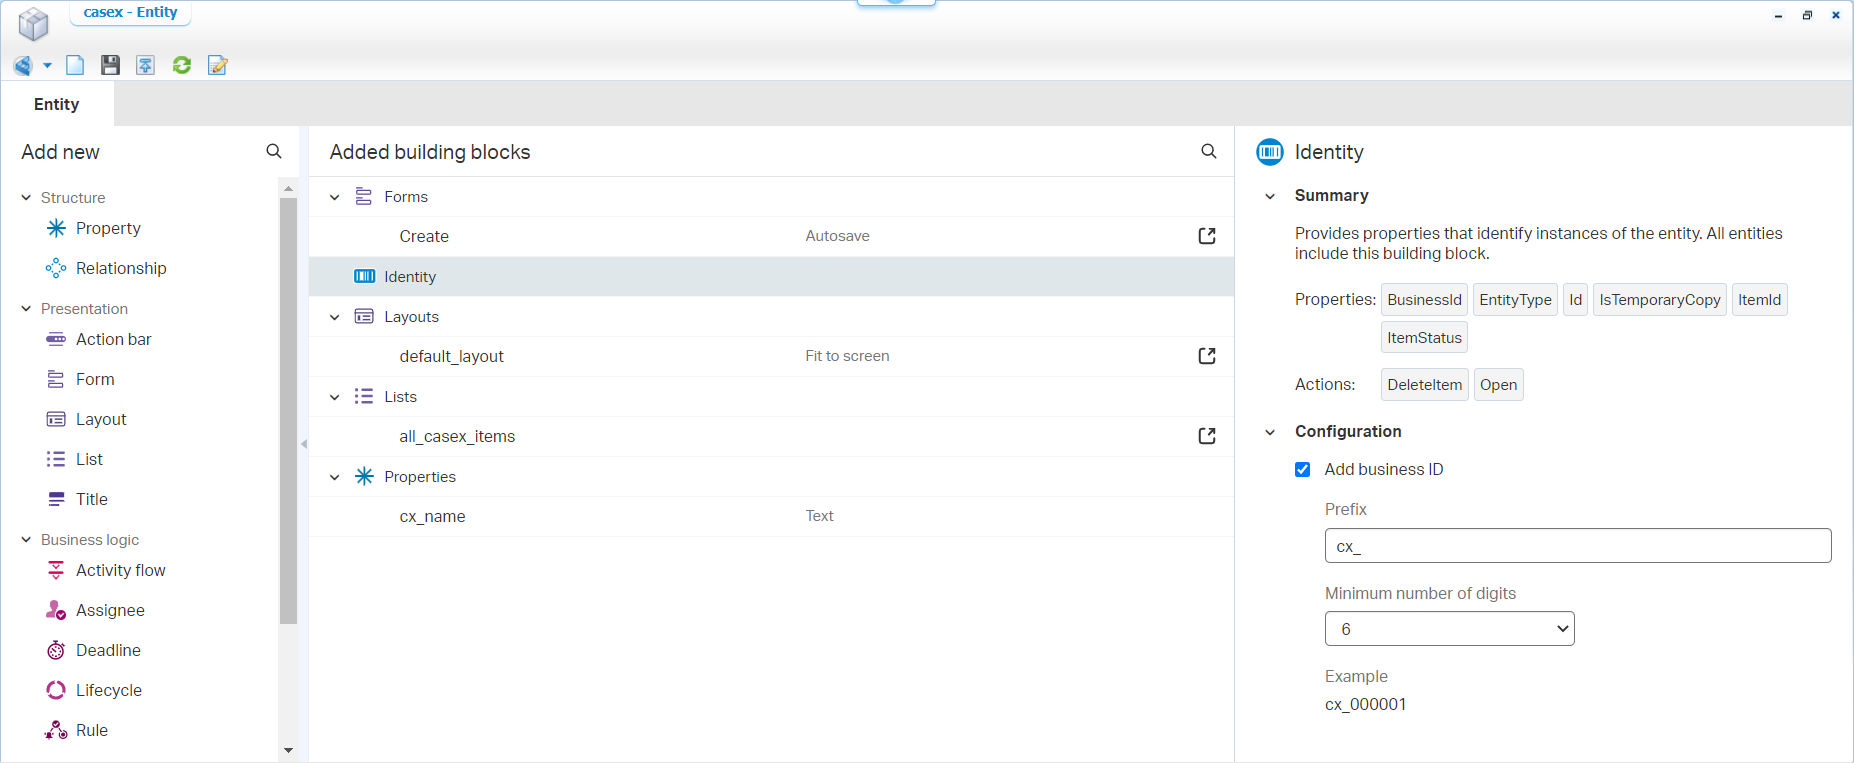 casex - Entity
Entity
Add new
Structure
Property
Relationship
Presentation
Action bar
Form
Layout
List
Title
Business logic
Activity flow
Assignee
Deadline
Lifecycle
Rule
Added building blocks
Forms
Create Autosave
Identity
Layouts
default_layout Fit to screen
Lists
all_casex_items
Properties
cx_name Text
Identity
Summary
Provides properties that identify instances of the entity. All entities
include this building block.
Properties: BusinessId EntityType Id IsTemporaryCopy ItemId
ItemStatus
Actions: DeleteItem Open
Configuration
Add business ID
Prefix
cx_
Minimum number of digits
6
Example
cx_000001